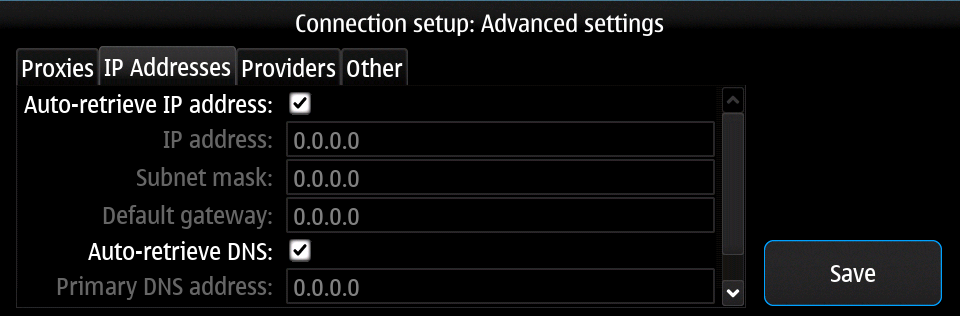 Connection setup: Advanced settings
Proxies IP Addresses Providers Other
Auto-retrieve IP address:
IP address: 0.0.0.0
Subnet mask: 0.0.0.0
Default gateway: 0.0.0.0
Auto-retrieve DNS:
Primary DNS address: 0.0.0.0
Save